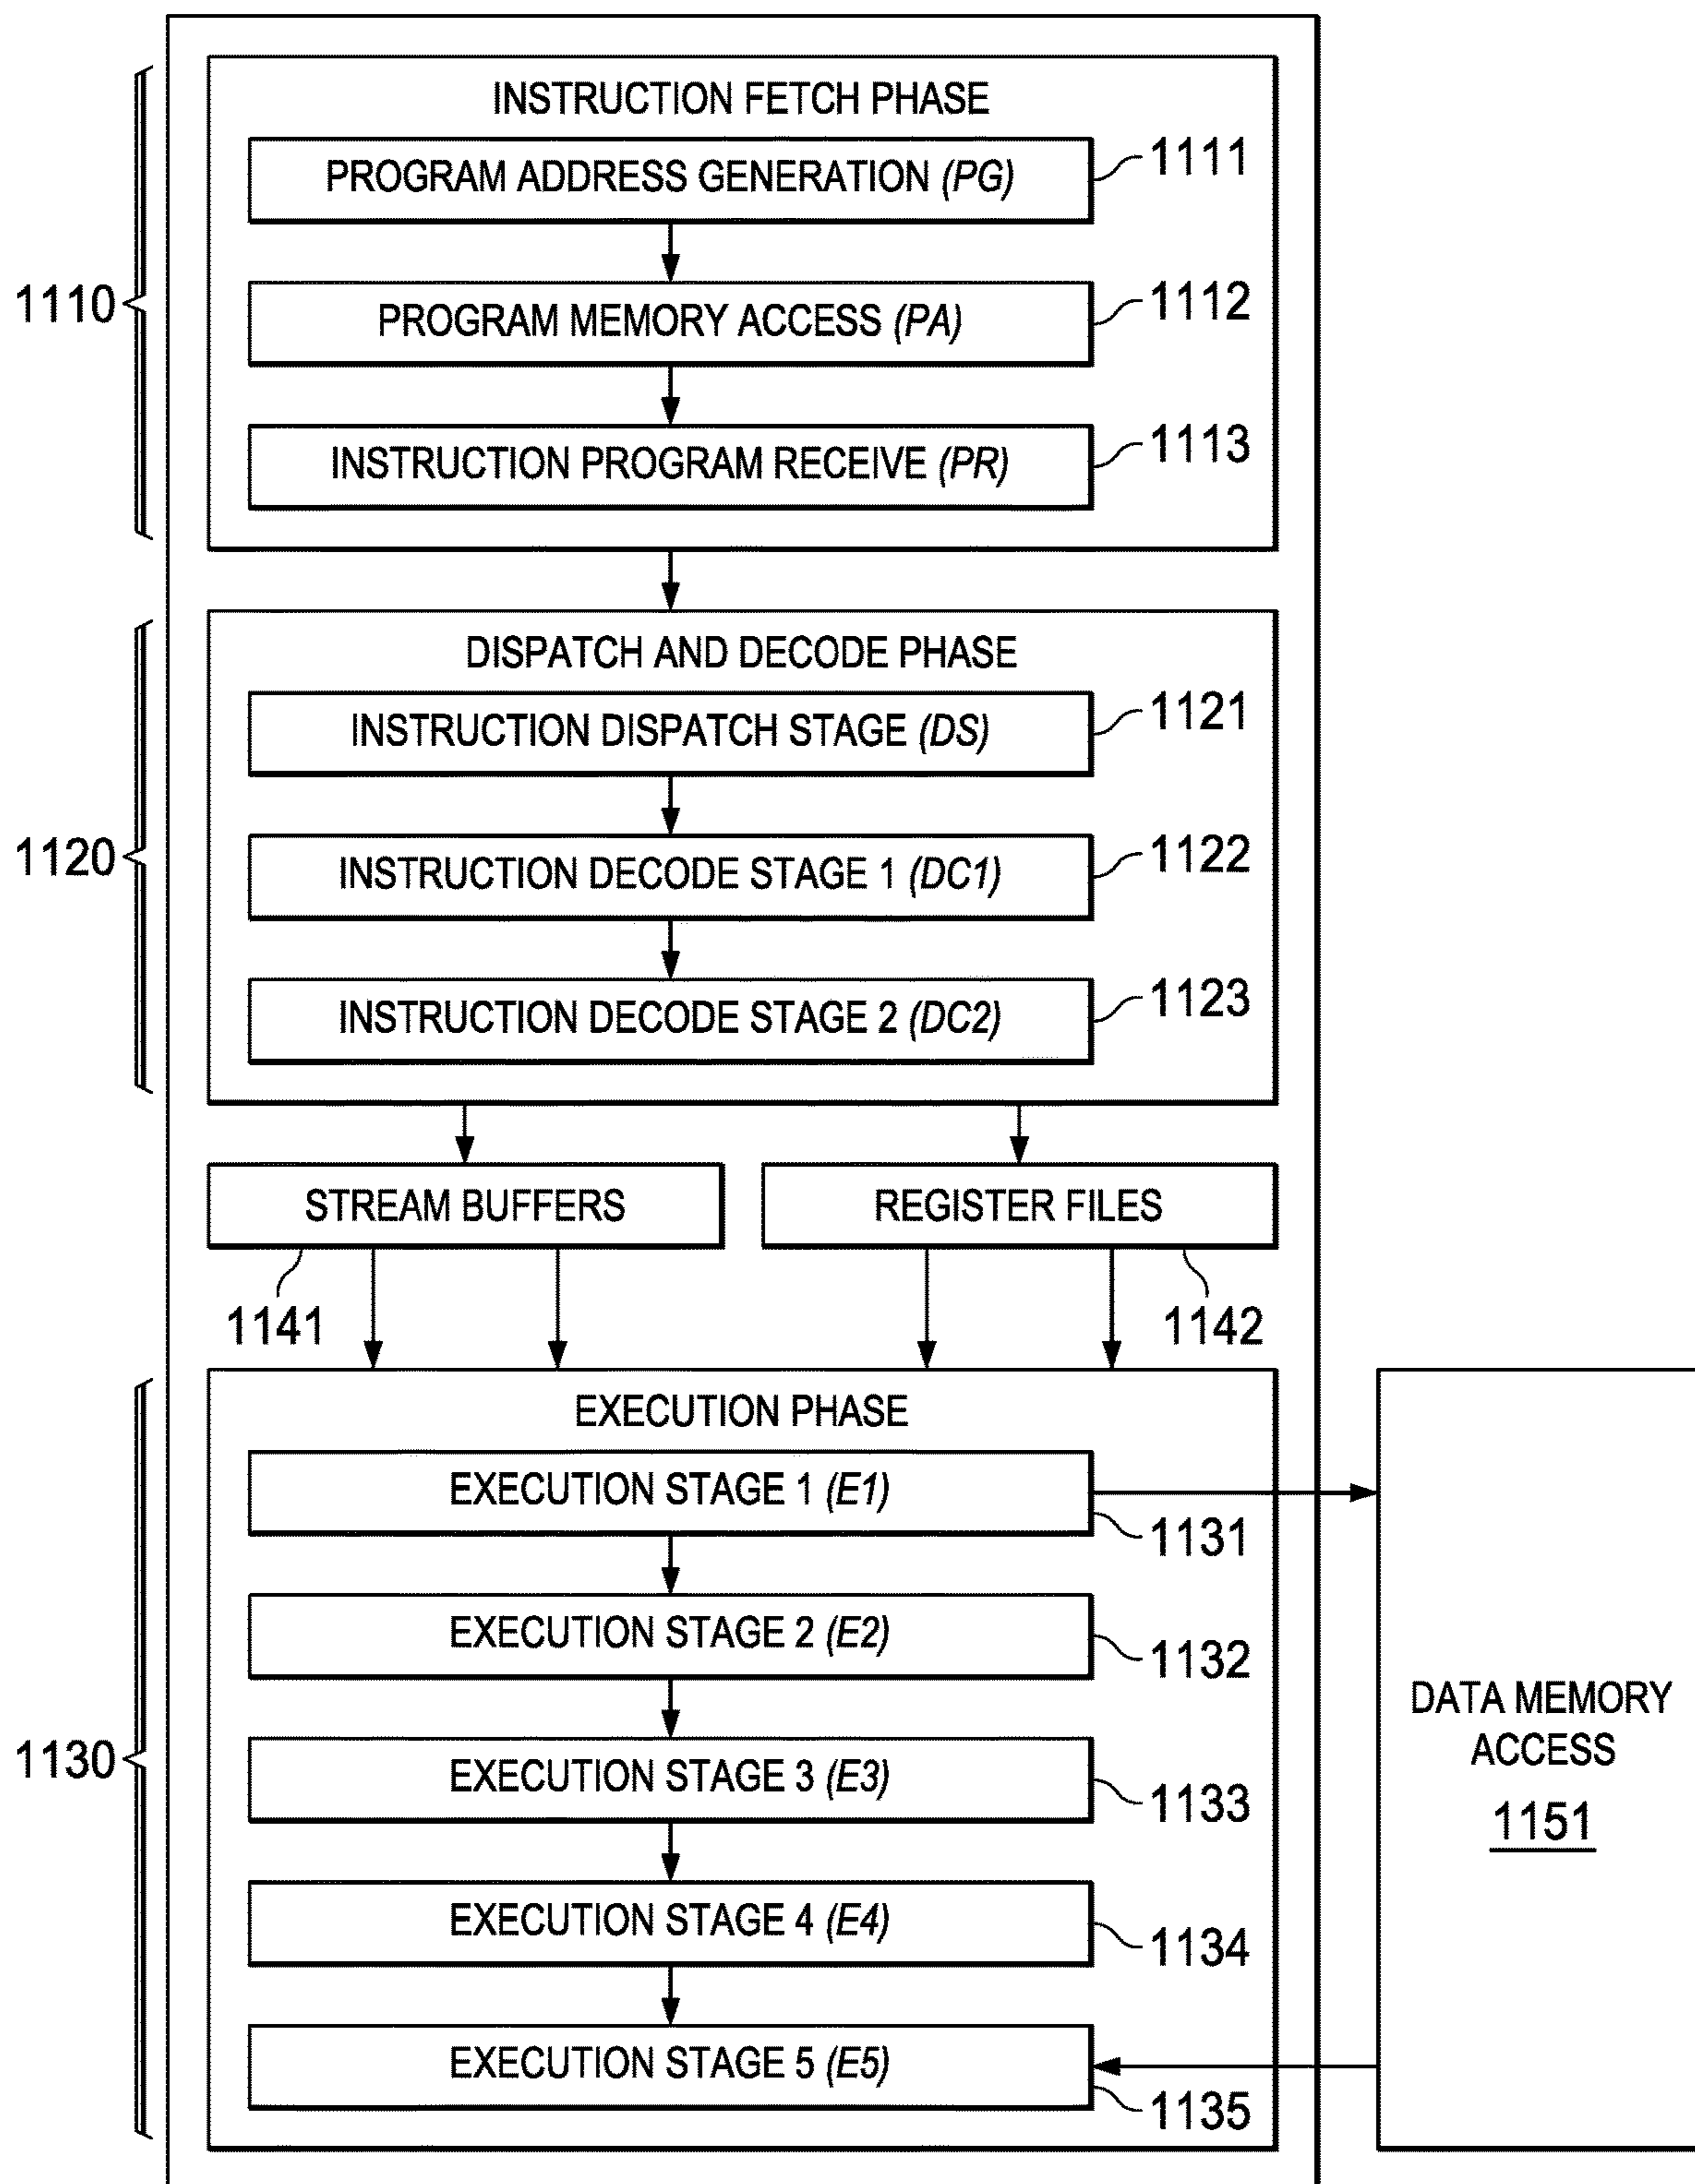 INSTRUCTION FETCH PHASE
PROGRAM ADDRESS GENERATION (PG)
1111
1110
PROGRAM MEMORY ACCESS (PA)
1112
INSTRUCTION PROGRAM RECEIVE (PR)
1113
DISPATCH AND DECODE PHASE
INSTRUCTION DISPATCH STAGE (DS)
1121
1120
INSTRUCTION DECODE STAGE 1 (DC1)
1122
INSTRUCTION DECODE STAGE 2 (DC2)
1123
STREAM BUFFERS
REGISTER FILES
1141
1142
EXECUTION PHASE
EXECUTION STAGE 1 (E1)
1131
EXECUTION STAGE 2 (E2)
1132
1130
EXECUTION STAGE 3 (E3)
1133
EXECUTION STAGE 4 (E4)
1134
EXECUTION STAGE 5 (E5)
1135
DATA MEMORY
ACCESS
1151